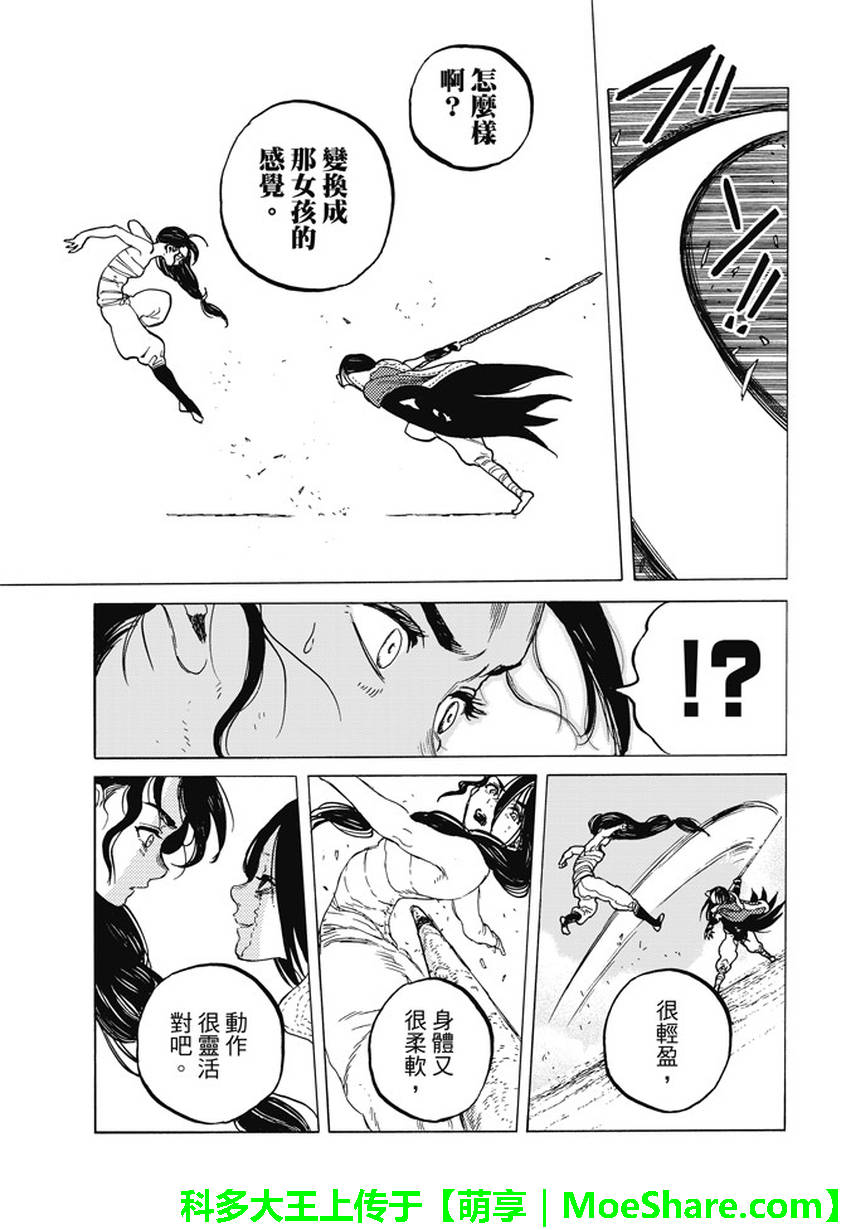 ブン!!
怎麼樣
啊?
變換成
那女孩的
感覺。
!?
很輕盈,
身體又
很柔軟,
動作
很靈活
對吧。
科多大王上传于【萌享｜MoeShare.com】